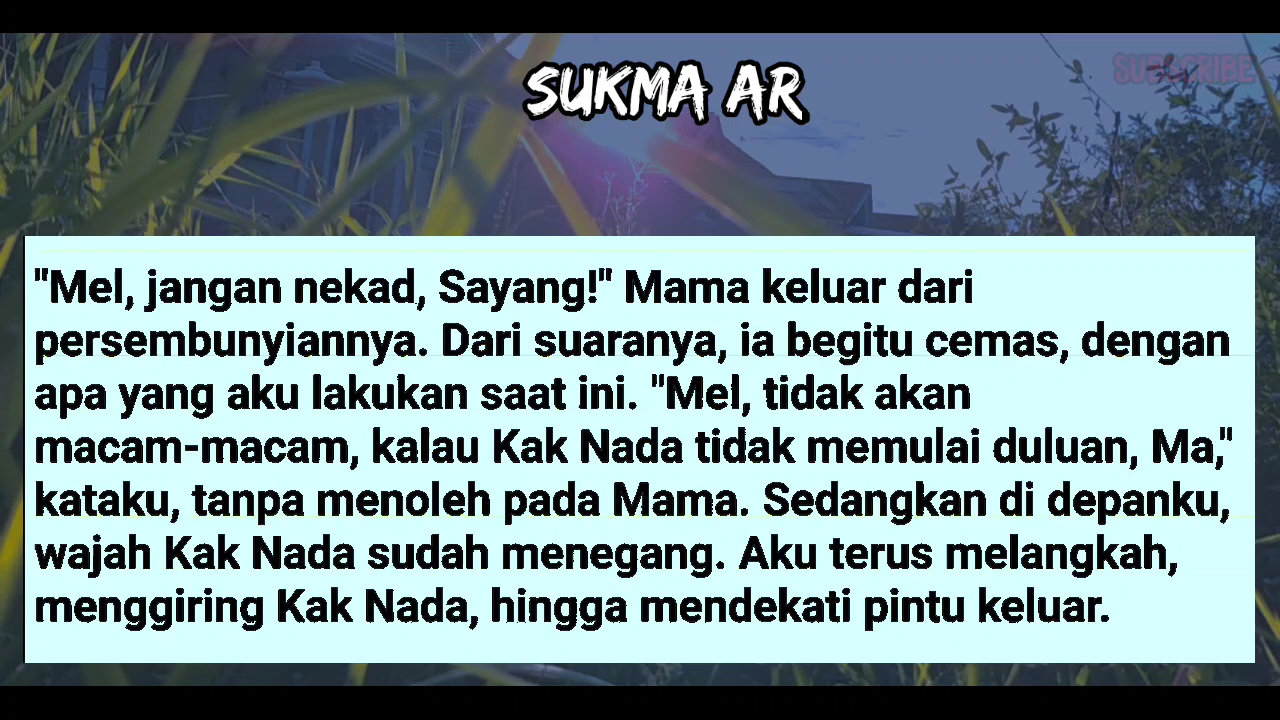 SUKMA AR
SUBSCRIBE
"Mel, jangan nekad, Sayang!" Mama keluar dari
persembunyiannya. Dari suaranya, ia begitu cemas, dengan
apa yang aku lakukan saat ini. "Mel, tidak akan
macam-macam, kalau Kak Nada tidak memulai duluan, Ma,"
kataku, tanpa menoleh pada Mama. Sedangkan di depanku,
wajah Kak Nada sudah menegang. Aku terus melangkah,
menggiring Kak Nada, hingga mendekati pintu keluar.